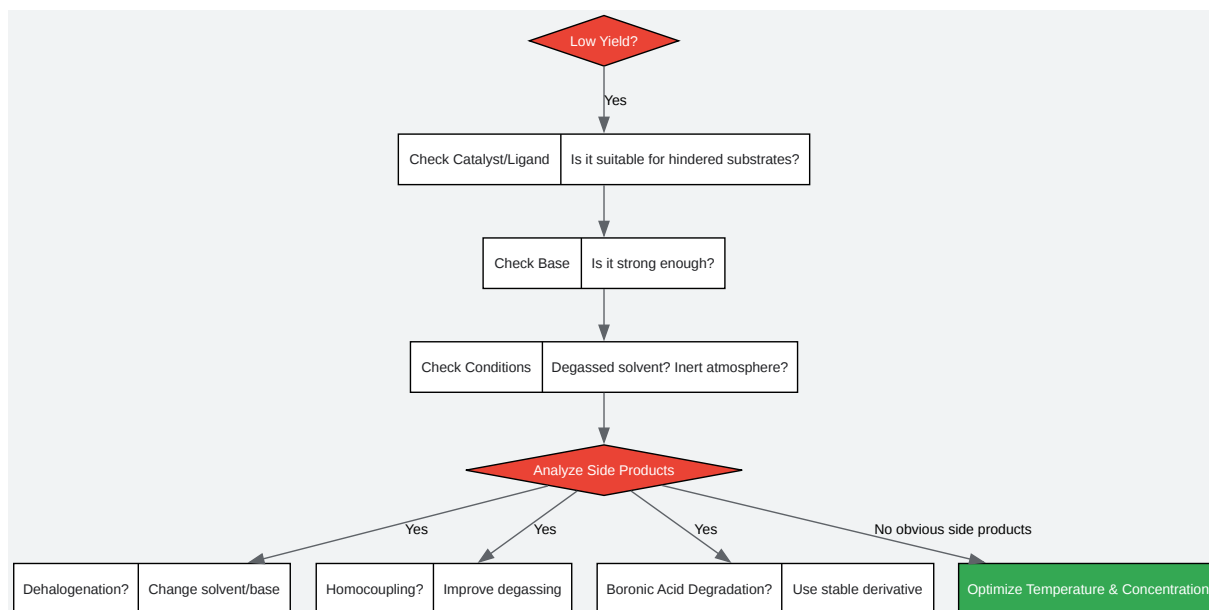 Low Yield?
Yes
Check Catalyst/Ligand
Is it suitable for hindered substrates?
Check Base
Is it strong enough?
Check Conditions
Degassed solvent? Inert atmosphere?
Analyze Side Products
Yes
Yes
Yes
No obvious side products
Dehalogenation?
Change solvent/base
Homocoupling?
Improve degassing
Boronic Acid Degradation?
Use stable derivative
Optimize Temperature & Concentration